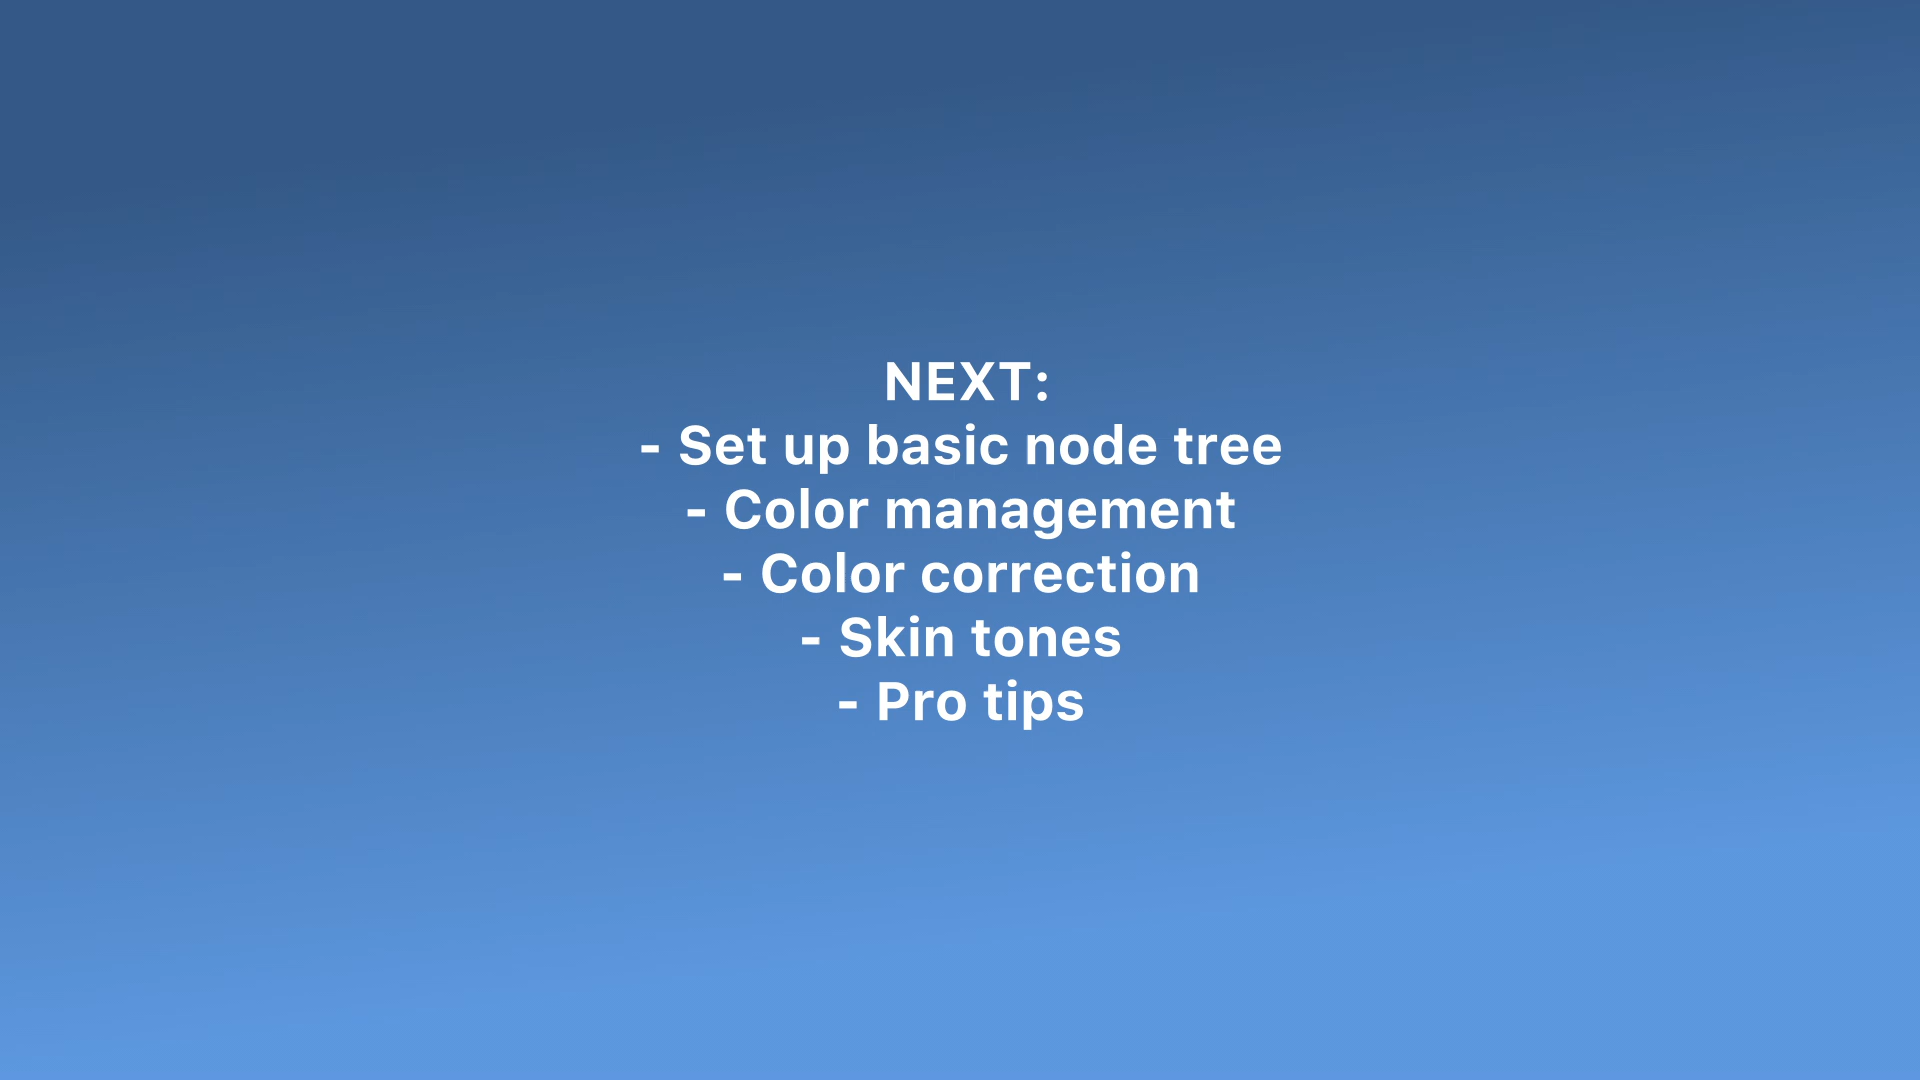 NEXT:
- Set up basic node tree
- Color management
- Color correction
- Skin tones
- Pro tips